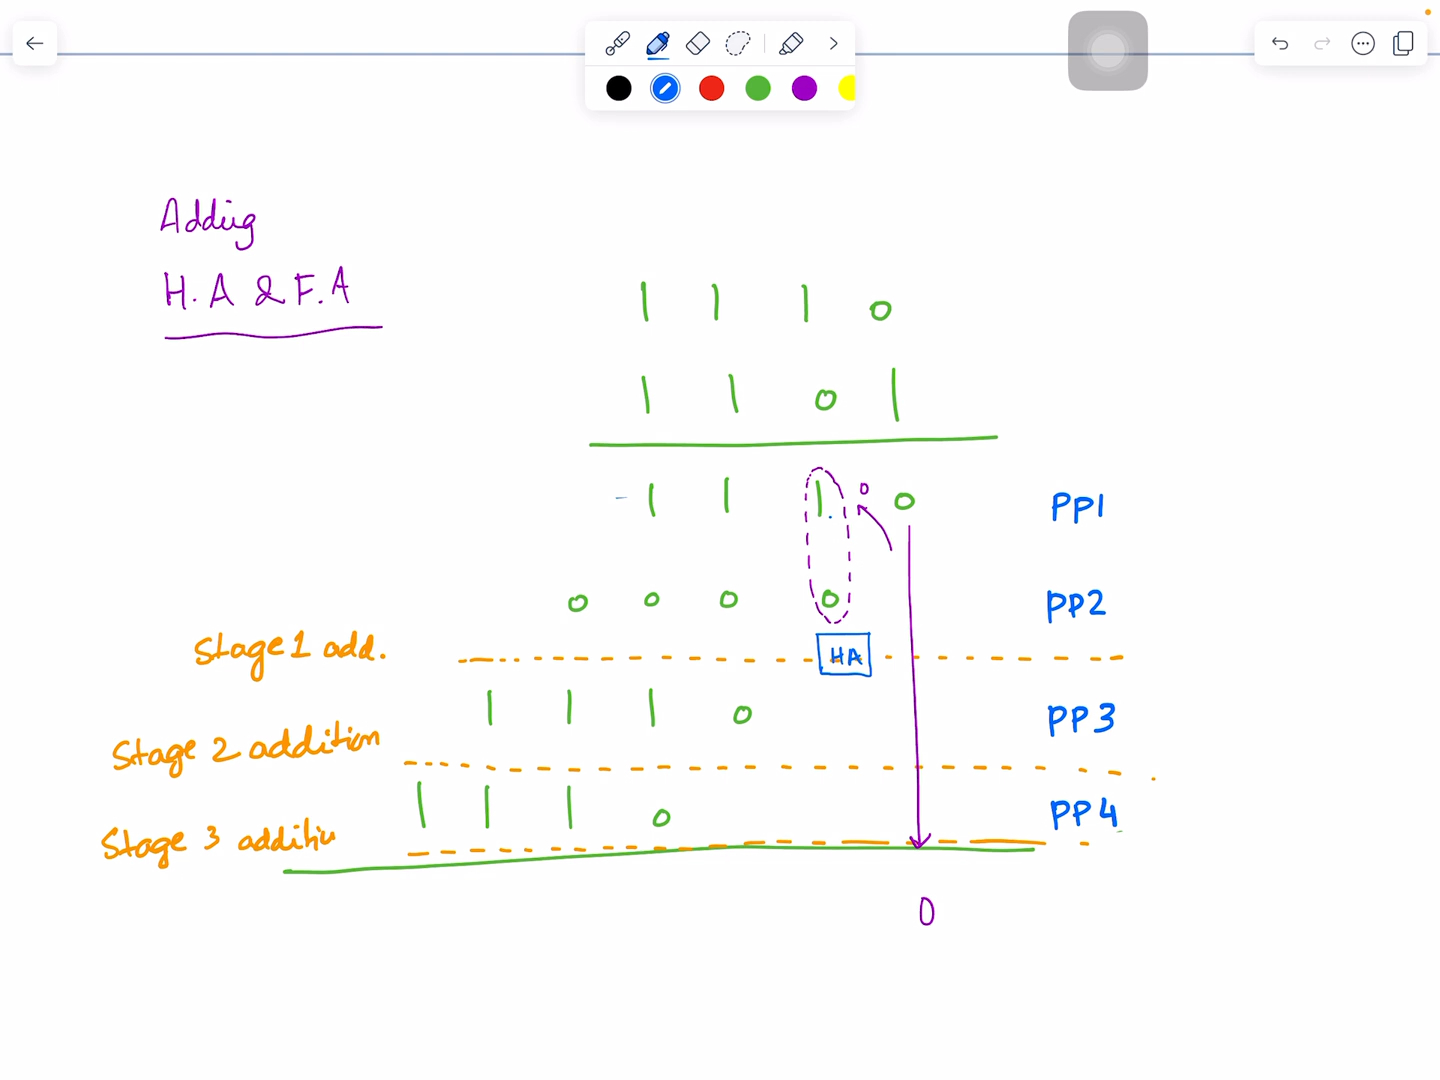 Adding
H.A & F.A
1 1 1 0
1 1 0 1
1 1 1 0 0 PP1
0 0 0 0 PP2
Stage 1 add. HA
1 1 1 0 PP3
Stage 2 addition
1 1 1 0 PP4
Stage 3 additiu
0